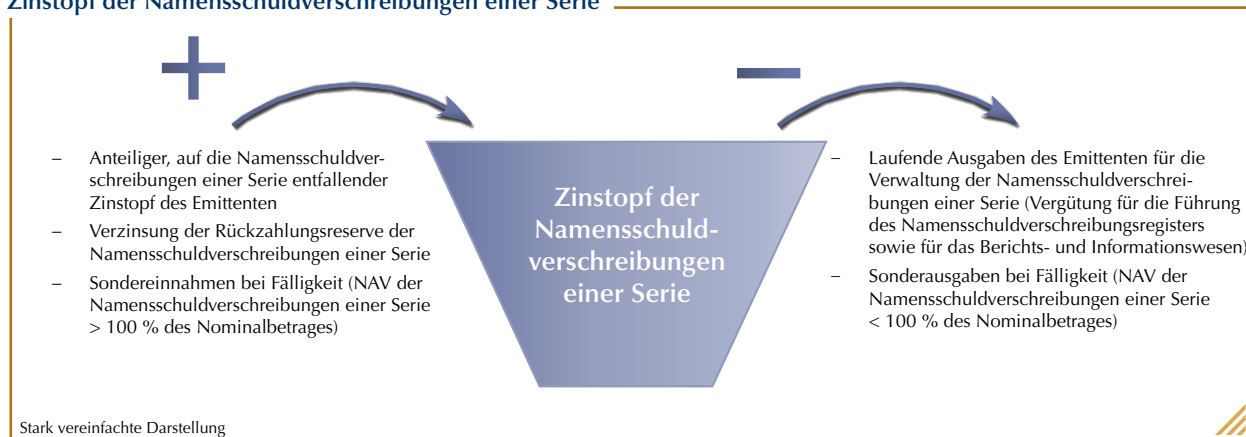 Zinstopf der Namensschuldverschreibungen einer Serie
+
– Anteiliger, auf die Namensschuldver-
schreibungen einer Serie entfallender
Zinstopf des Emittenten
– Verzinsung der Rückzahlungsreserve der
Namensschuldverschreibungen einer Serie
– Sondereinnahmen bei Fälligkeit (NAV der
Namensschuldverschreibungen einer Serie
> 100 % des Nominalbetrages)
Zinstopf der
Namensschuld-
verschreibungen
einer Serie
–
– Laufende Ausgaben des Emittenten für die
Verwaltung der Namensschuldverschrei-
bungen einer Serie (Vergütung für die Führung
des Namensschuldverschreibungsregisters
sowie für das Berichts- und Informationswesen)
– Sonderausgaben bei Fälligkeit (NAV der
Namensschuldverschreibungen einer Serie
< 100 % des Nominalbetrages)
Stark vereinfachte Darstellung